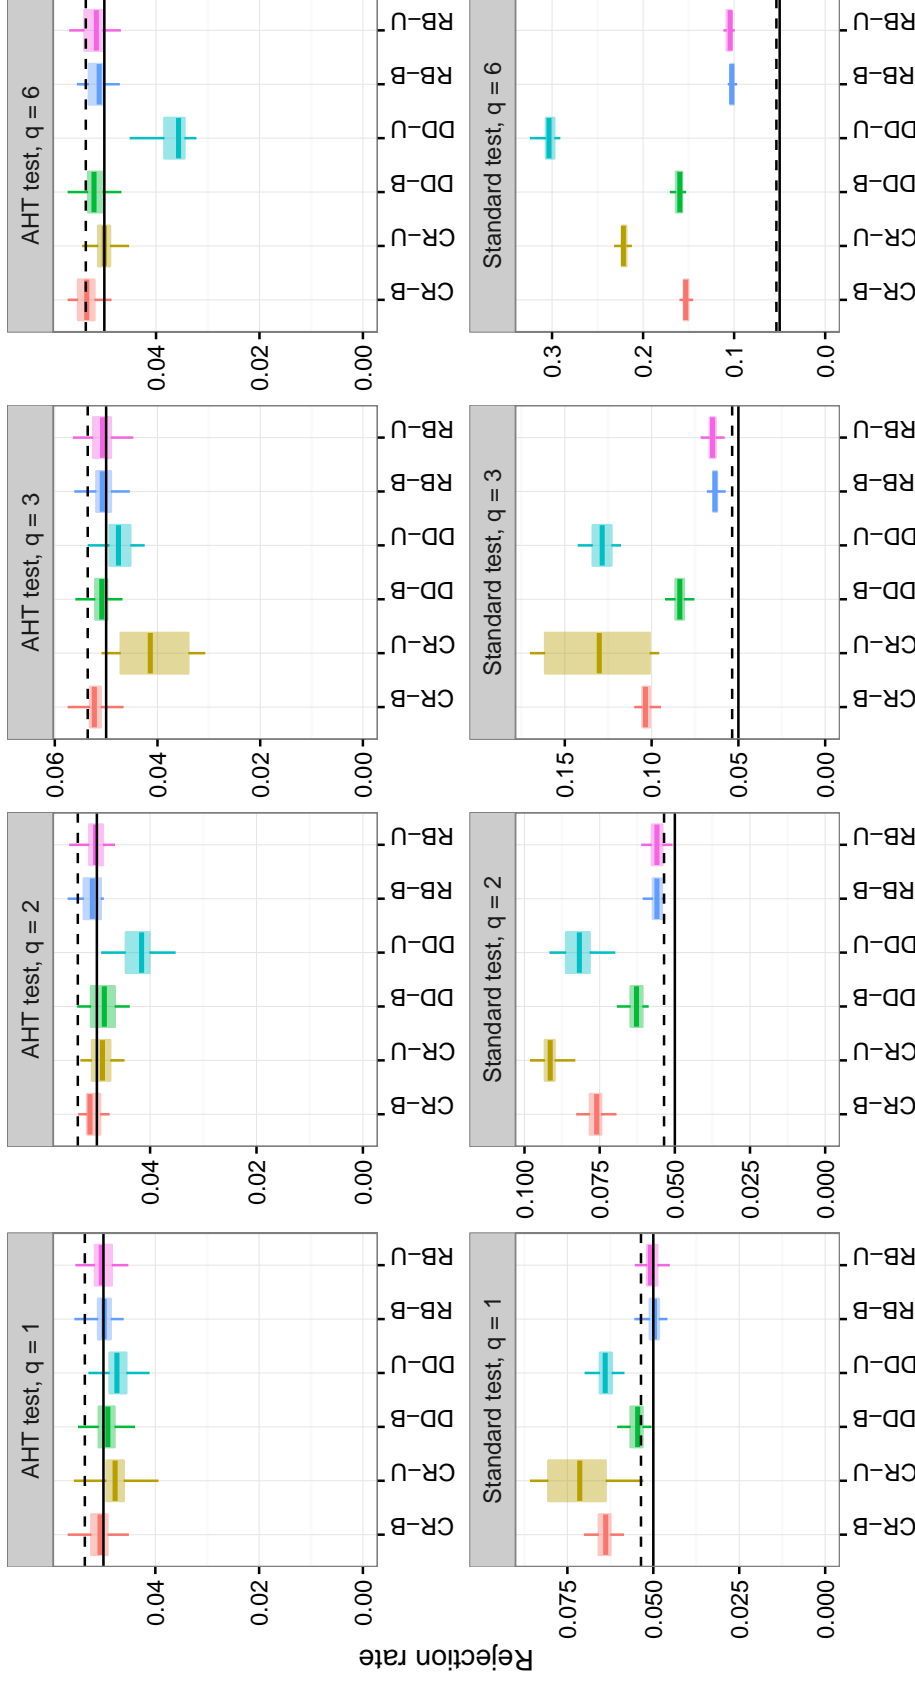 Rejection rate
AHT test, q = 1
0.04
0.02
0.00
CR−B
CR−U
DD−B
DD−U
RB−B
RB−U
AHT test, q = 2
0.04
0.02
0.00
CR−B
CR−U
DD−B
DD−U
RB−B
RB−U
AHT test, q = 3
0.06
0.04
0.02
0.00
CR−B
CR−U
DD−B
DD−U
RB−B
RB−U
AHT test, q = 6
0.04
0.02
0.00
CR−B
CR−U
DD−B
DD−U
RB−B
RB−U
Standard test, q = 1
0.075
0.050
0.025
0.000
CR−B
CR−U
DD−B
DD−U
RB−B
RB−U
Standard test, q = 2
0.100
0.075
0.050
0.025
0.000
CR−B
CR−U
DD−B
DD−U
RB−B
RB−U
Standard test, q = 3
0.15
0.10
0.05
0.00
CR−B
CR−U
DD−B
DD−U
RB−B
RB−U
Standard test, q = 6
0.3
0.2
0.1
0.0
CR−B
CR−U
DD−B
DD−U
RB−B
RB−U